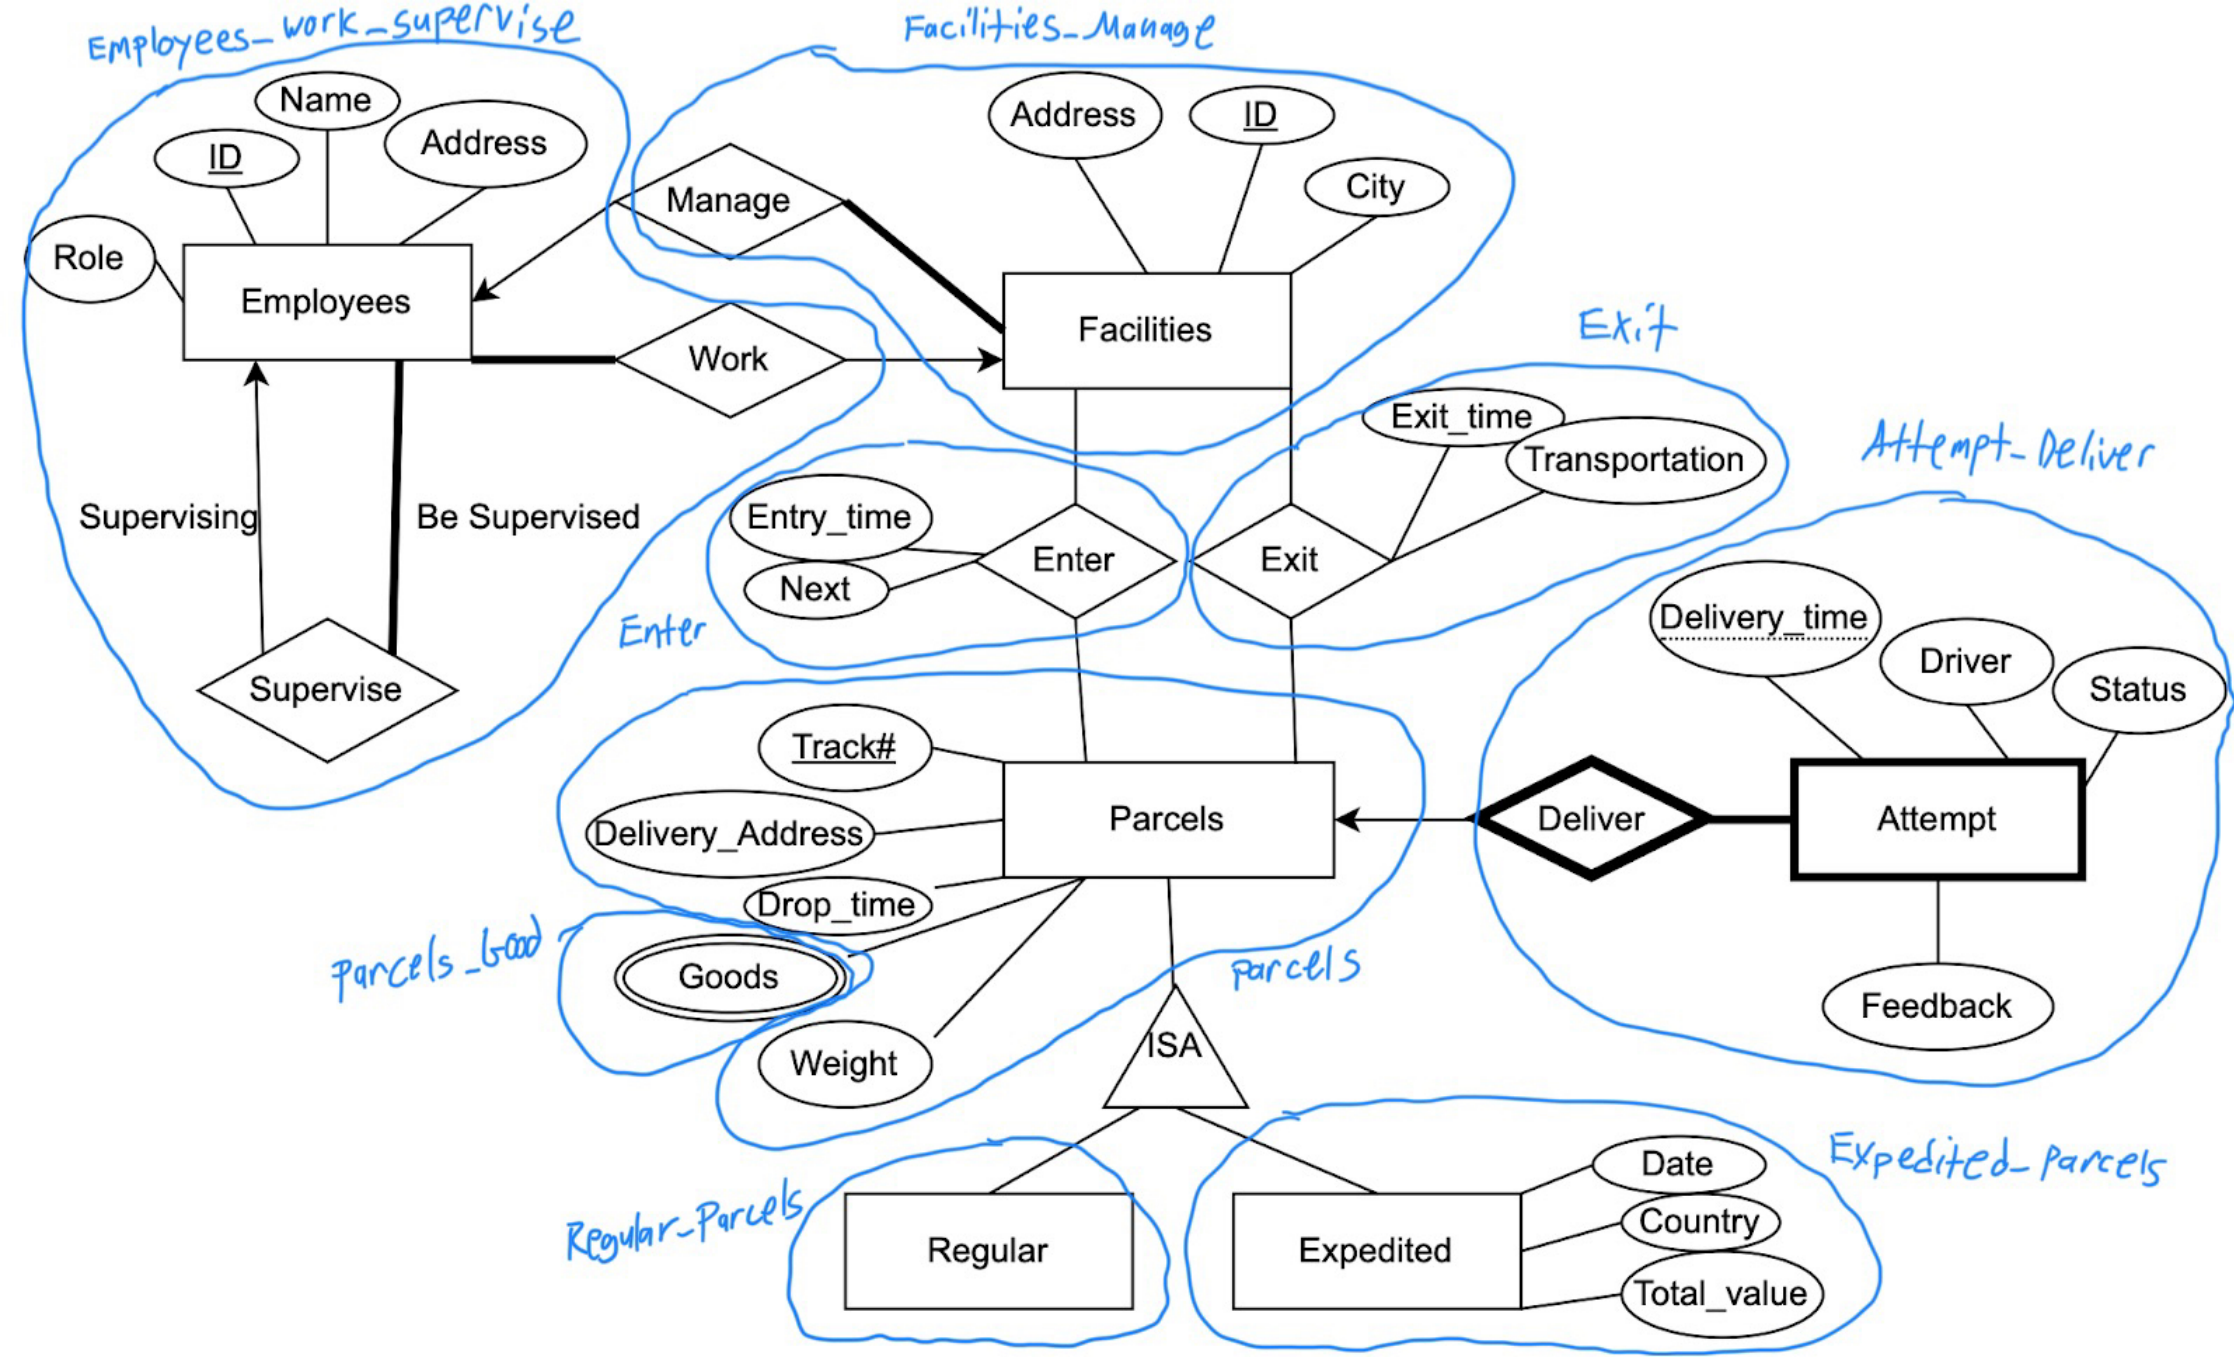 Employees_work_supervise
Facilities_Manage
Name
Address
ID
Role
Employees
Manage
Address
ID
City
Facilities
Work
Exit
Supervising
Be Supervised
Supervise
Entry_time
Next
Enter
Enter
Exit_time
Transportation
Exit
Attempt_Deliver
Delivery_time
Driver
Status
Track#
Delivery_Address
Drop_time
Parcels
Deliver
Attempt
Parcels_Good
Goods
Weight
parcels
Feedback
ISA
Regular_Parcels
Regular
Expedited
Date
Country
Total_value
Expedited_parcels